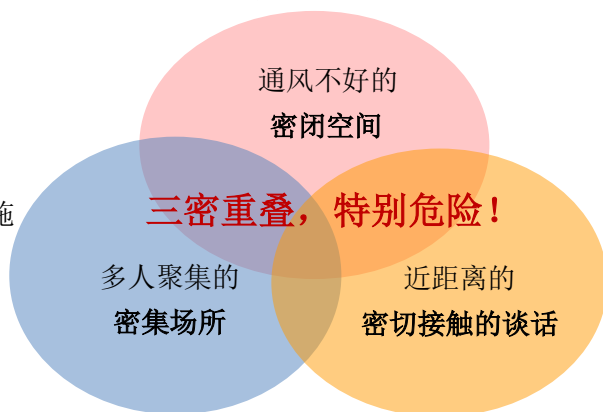 通风不好的
密闭空间
施
三密重叠，特别危险！
多人聚集的
密集场所
近距离的
密切接触的谈话